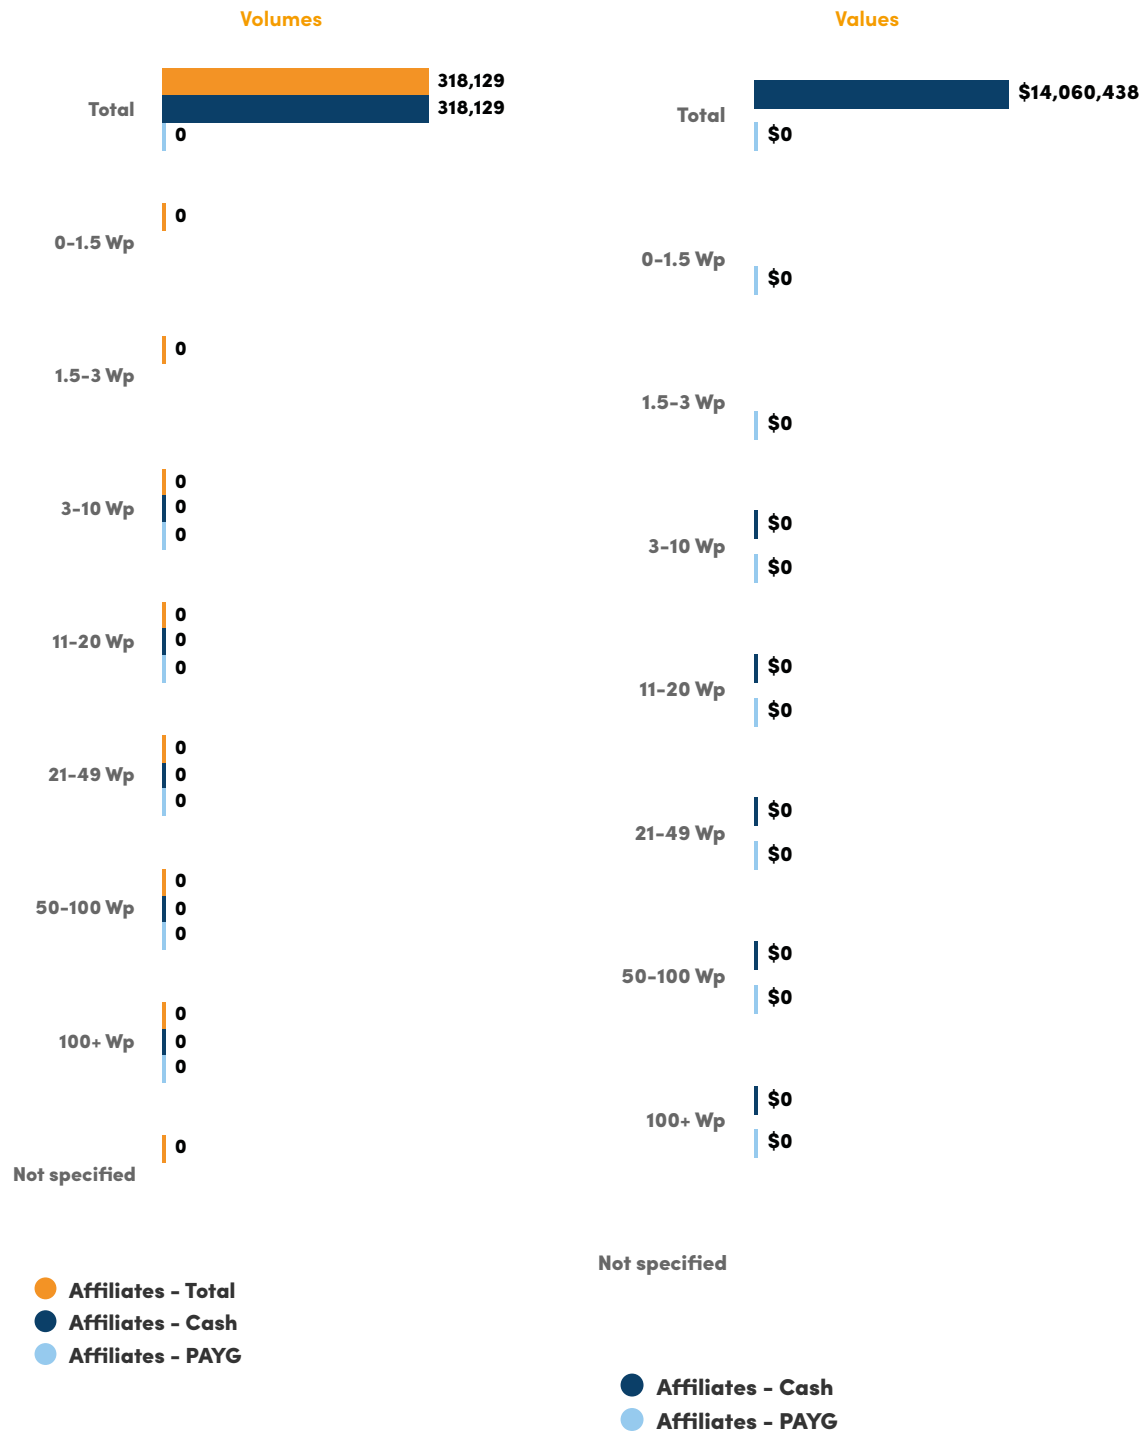 Volumes
Total
318,129
318,129
0
0-1.5 Wp
0
1.5-3 Wp
0
3-10 Wp
0
0
0
11-20 Wp
0
0
0
21-49 Wp
0
0
0
50-100 Wp
0
0
0
100+ Wp
0
0
0
Not specified
0
Affiliates - Total
Affiliates - Cash
Affiliates - PAYG
Values
Total
$14,060,438
$0
0-1.5 Wp
$0
1.5-3 Wp
$0
3-10 Wp
$0
$0
11-20 Wp
$0
$0
21-49 Wp
$0
$0
50-100 Wp
$0
$0
100+ Wp
$0
$0
Not specified
Affiliates - Cash
Affiliates - PAYG